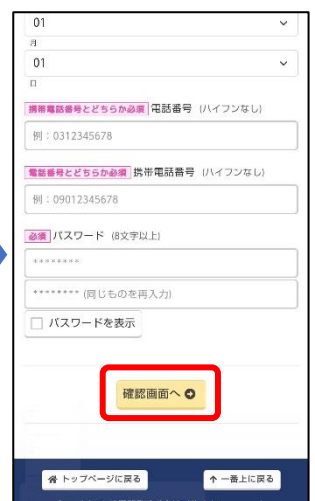 01
月
01
日
携帯電話番号とどちらか必須 電話番号 (ハイフンなし)
例：0312345678
電話番号とどちらか必須 携帯電話番号 (ハイフンなし)
例：09012345678
必須 パスワード (8文字以上)
********
******** (同じものを再入力)
パスワードを表示
確認画面へ
トップページに戻る
一番上に戻る